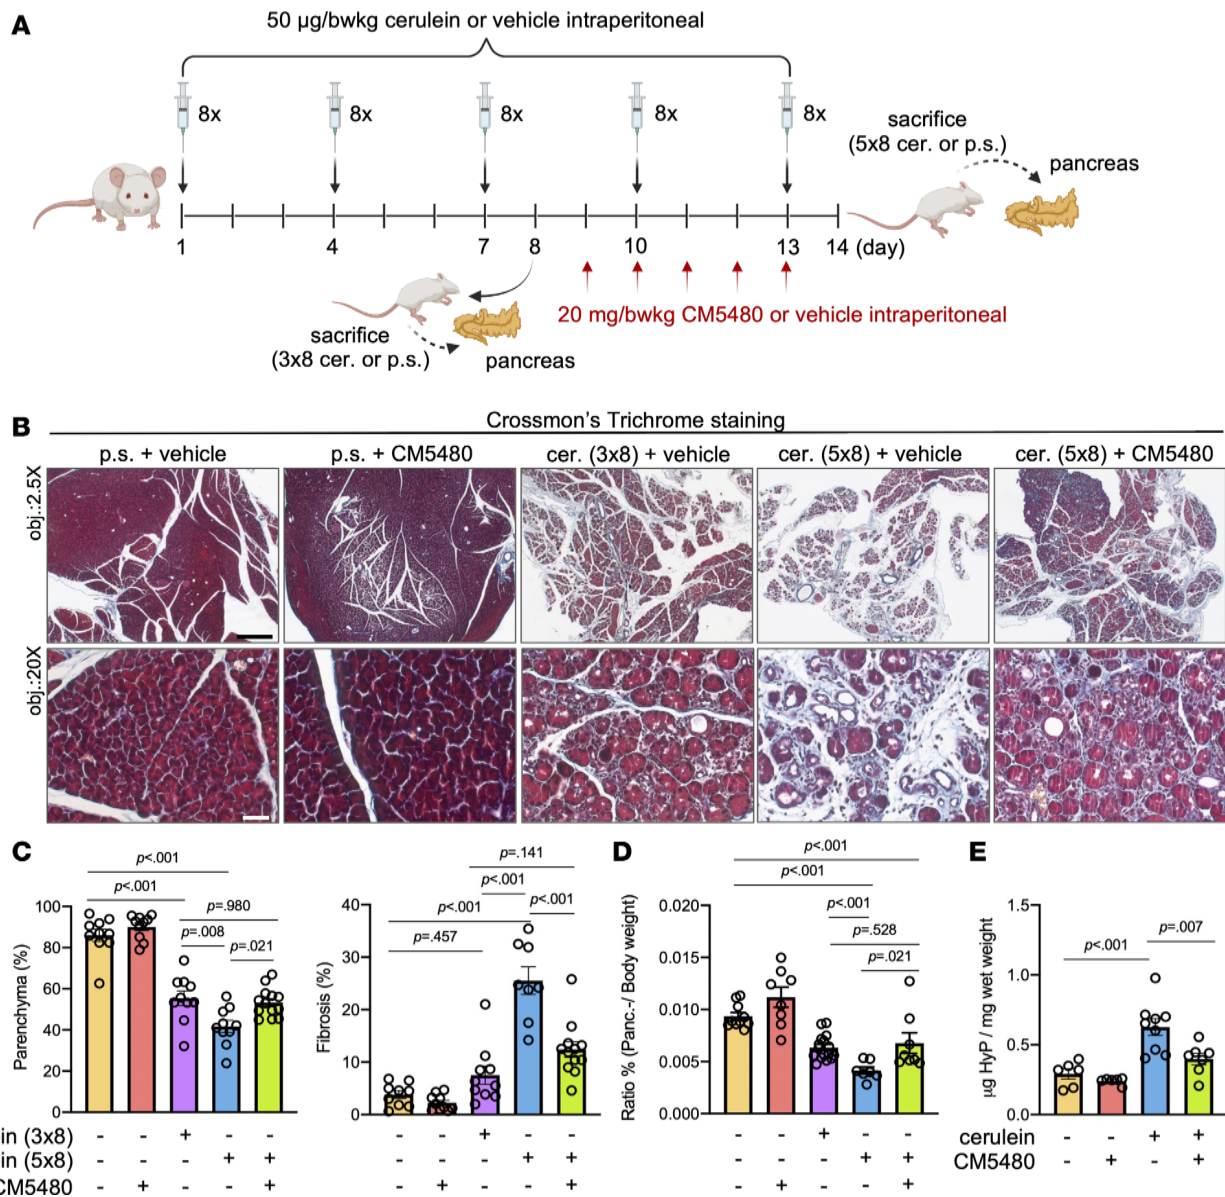 A
50 µg/bwkg cerulein or vehicle intraperitoneal
8x 8x 8x 8x 8x
sacrifice
(5x8 cer. or p.s.)
pancreas
1 4 7 8 10 13 14 (day)
20 mg/bwkg CM5480 or vehicle intraperitoneal
sacrifice
(3x8 cer. or p.s.)
pancreas
B
Crossmon's Trichrome staining
p.s. + vehicle p.s. + CM5480 cer. (3x8) + vehicle cer. (5x8) + vehicle cer. (5x8) + CM5480
obj.:2.5X
obj.:20X
C
p<.001
p<.001
p=.980
p=.008
p=.021
Parenchyma (%)
100
80
60
40
20
0
in (3x8) - - + - -
in (5x8) - - - + +
CM5480 - + - - +
p=.141
p<.001
p<.001
p<.001
p=.457
Fibrosis (%)
40
30
20
10
0
- - + - -
- - - + +
- + - - +
D
p<.001
p<.001
p<.001
p=.528
p=.021
Ratio % (Panc.-/ Body weight)
0.020
0.015
0.010
0.005
0.000
- - + - -
- - - + +
- + - - +
E
p=.007
p<.001
µg HyP / mg wet weight
1.5
1.0
0.5
0.0
cerulein - - + +
CM5480 - + - +